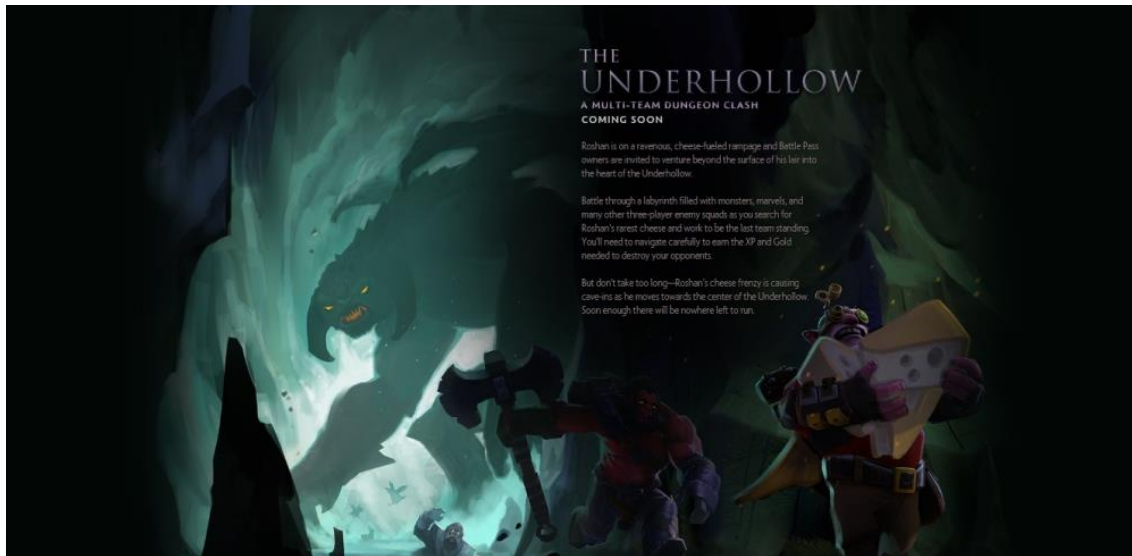 THE
UNDERHOLLOW
A MULTI-TEAM DUNGEON CLASH
COMING SOON
Roshan is on a ravenous, cheese-fueled rampage and Battle Pass
owners are invited to venture beyond the surface of his lair into
the heart of the Underhollow.
Battle through a labyrinth filled with monsters, marvels, and
many other three-player enemy squads as you search for
Roshan's rarest cheese and work to be the last team standing.
You'll need to navigate carefully to earn the XP and Gold
needed to destroy your opponents.
But don't take too long—Roshan's cheese frenzy is causing
cave-ins as he moves towards the center of the Underhollow.
Soon enough there will be nowhere left to run.